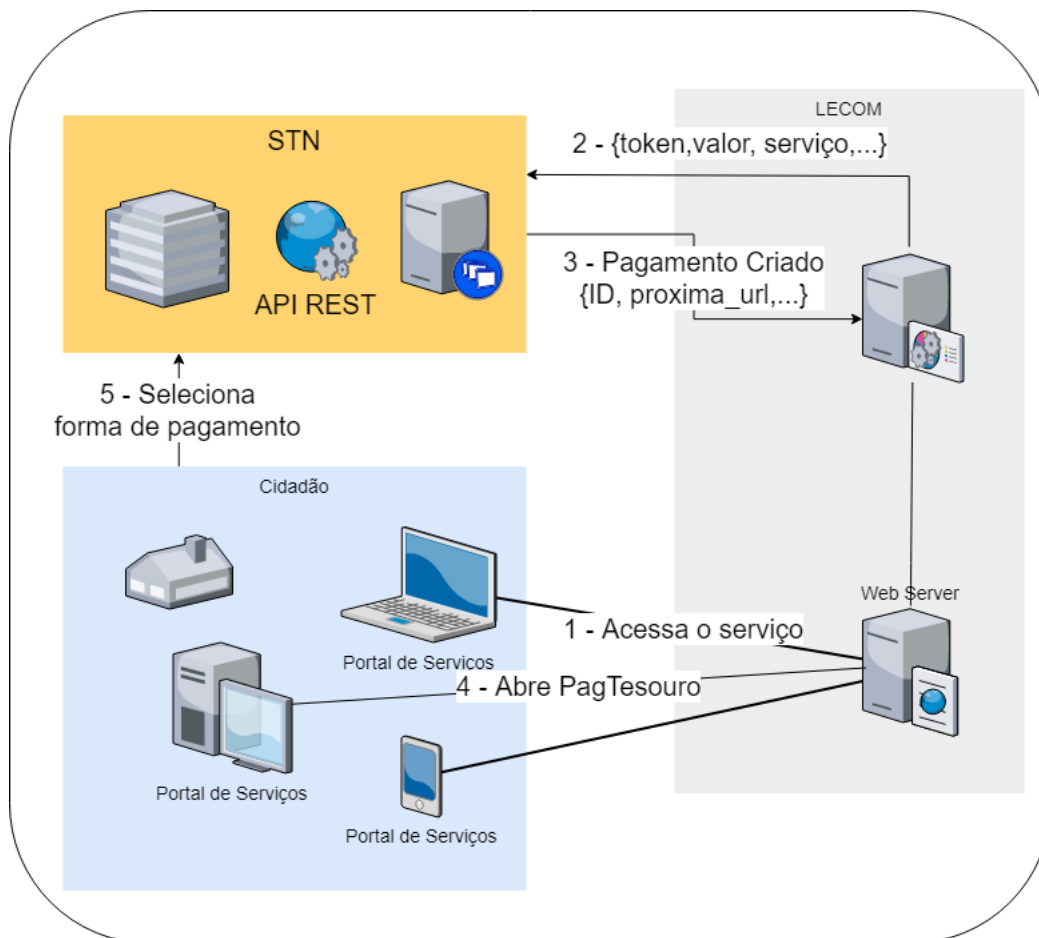 LECOM
STN
2 - {token,valor, serviço,...}
3 - Pagamento Criado
{ID, proxima_url,...}
API REST
5 - Seleciona
forma de pagamento
Cidadão
Web Server
1 - Acessa o serviço
Portal de Serviços
4 - Abre PagTesouro
Portal de Serviços
Portal de Serviços